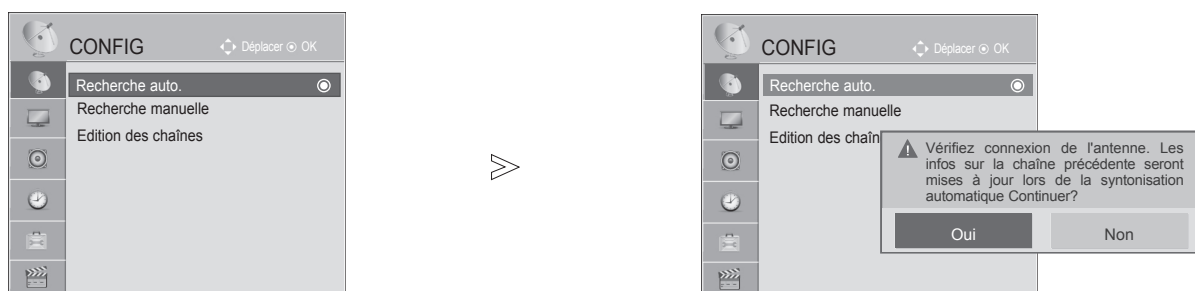 CONFIG
Déplacer OK
Recherche auto.
Recherche manuelle
Edition des chaînes
CONFIG
Déplacer OK
Recherche auto.
Recherche manuelle
Edition des chaîn
Vérifiez connexion de l'antenne. Les
infos sur la chaîne précédente seront
mises à jour lors de la syntonisation
automatique Continuer?
Oui
Non